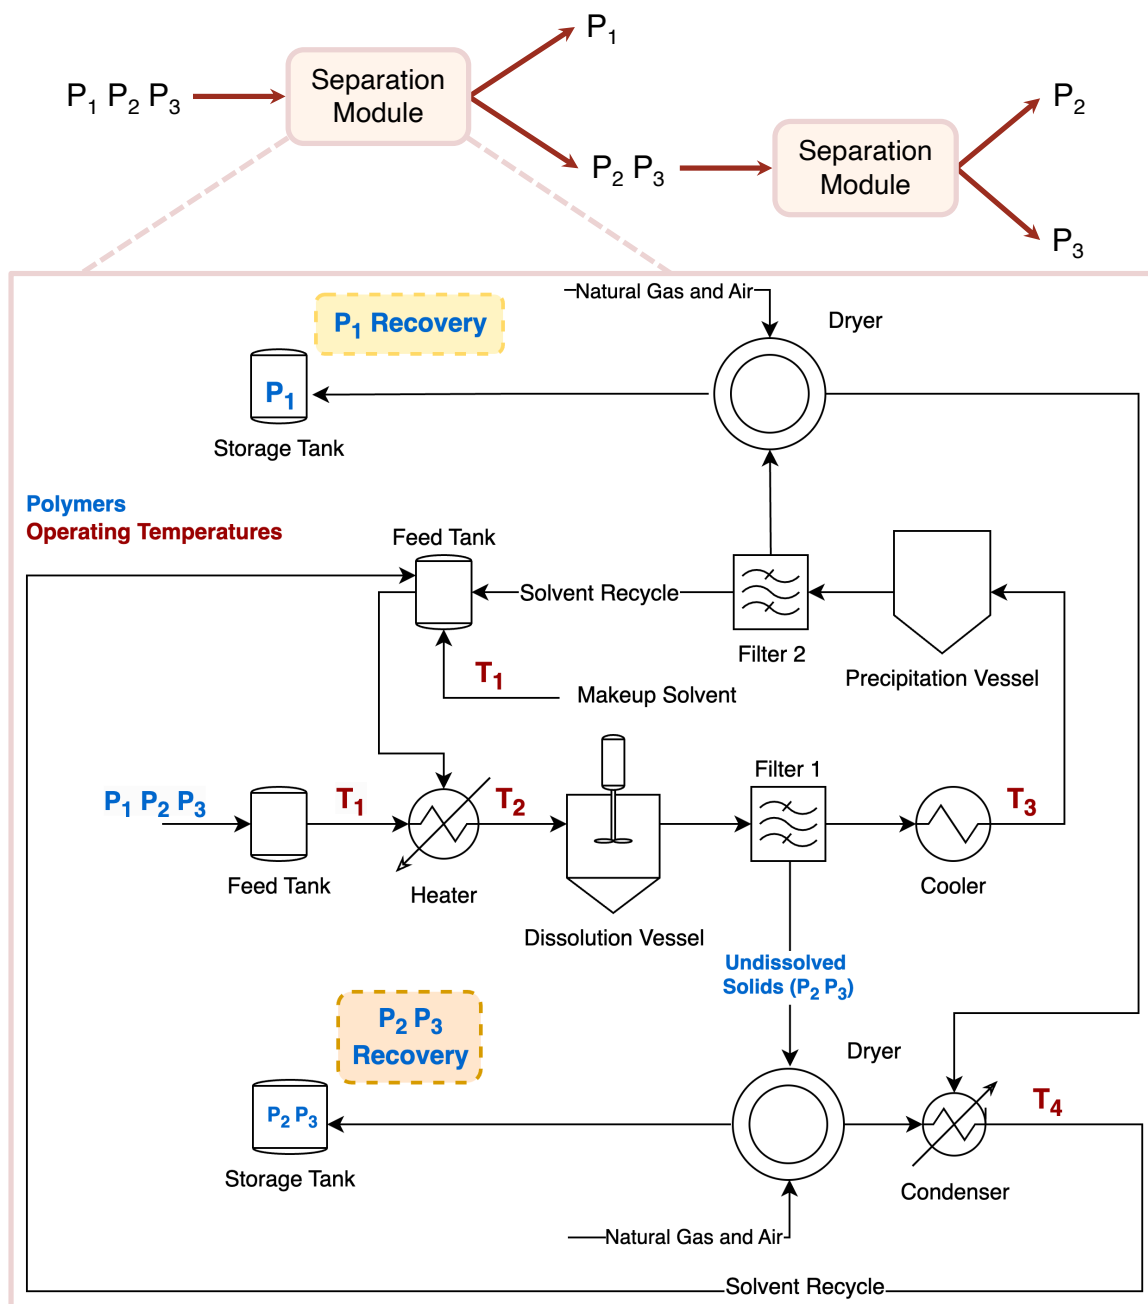 P₁
P₁ P₂ P₃
Separation
Module
P₂
P₂ P₃
Separation
Module
P₃
Natural Gas and Air
Dryer
P₁ Recovery
P₁
Storage Tank
Polymers
Operating Temperatures
Feed Tank
Solvent Recycle
Filter 2
Precipitation Vessel
T₁
Makeup Solvent
Filter 1
P₁ P₂ P₃
T₁
T₂
T₃
Feed Tank
Heater
Cooler
Dissolution Vessel
Undissolved
Solids (P₂ P₃)
P₂ P₃
Recovery
Dryer
P₂ P₃
T₄
Storage Tank
Condenser
Natural Gas and Air
Solvent Recycle